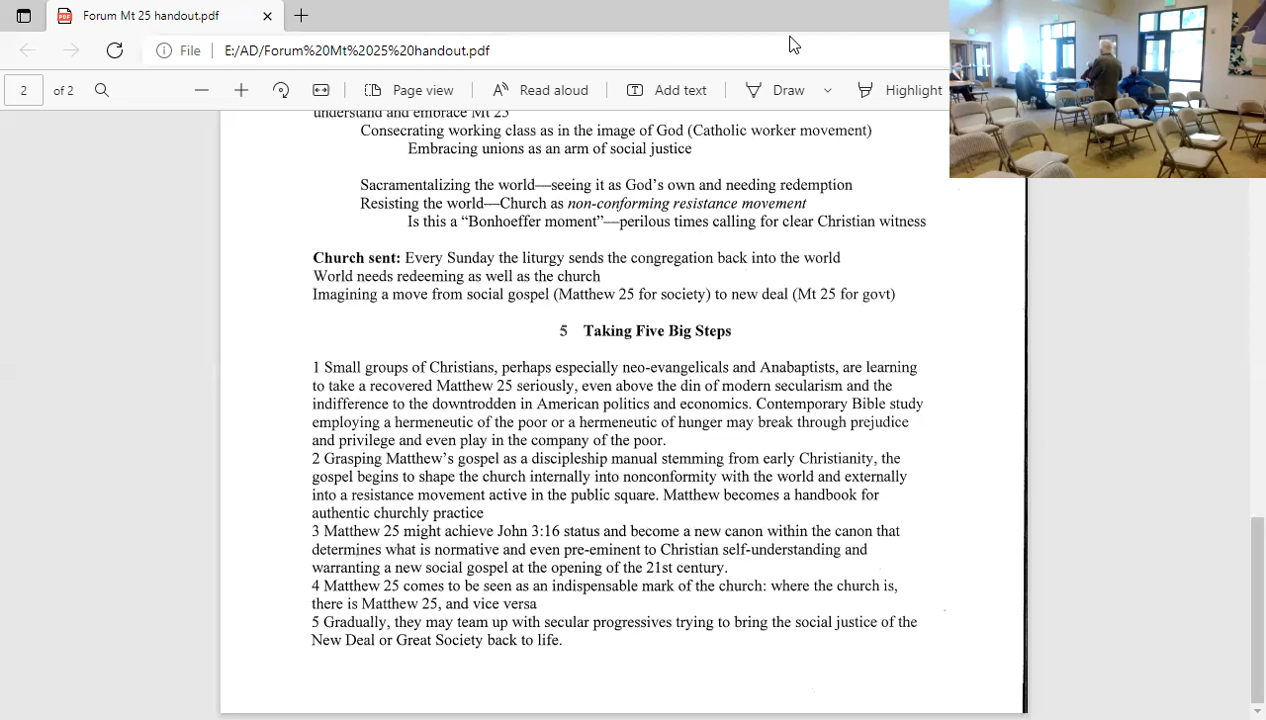 Forum Mt 25 handout.pdf
File E:/AD/Forum%20Mt%2025%20handout.pdf
2 of 2 Page view Read aloud Add text Draw Highlight
understand and embrace Mt 25
Consecrating working class as in the image of God (Catholic worker movement)
Embracing unions as an arm of social justice
Sacramentalizing the world—seeing it as God's own and needing redemption
Resisting the world—Church as non-conforming resistance movement
Is this a “Bonhoeffer moment”—perilous times calling for clear Christian witness
Church sent: Every Sunday the liturgy sends the congregation back into the world
World needs redeeming as well as the church
Imagining a move from social gospel (Matthew 25 for society) to new deal (Mt 25 for govt)
5 Taking Five Big Steps
1 Small groups of Christians, perhaps especially neo-evangelicals and Anabaptists, are learning
to take a recovered Matthew 25 seriously, even above the din of modern secularism and the
indifference to the downtrodden in American politics and economics. Contemporary Bible study
employing a hermeneutic of the poor or a hermeneutic of hunger may break through prejudice
and privilege and even play in the company of the poor.
2 Grasping Matthew's gospel as a discipleship manual stemming from early Christianity, the
gospel begins to shape the church internally into nonconformity with the world and externally
into a resistance movement active in the public square. Matthew becomes a handbook for
authentic churchly practice
3 Matthew 25 might achieve John 3:16 status and become a new canon within the canon that
determines what is normative and even pre-eminent to Christian self-understanding and
warranting a new social gospel at the opening of the 21st century.
4 Matthew 25 comes to be seen as an indispensable mark of the church: where the church is,
there is Matthew 25, and vice versa
5 Gradually, they may team up with secular progressives trying to bring the social justice of the
New Deal or Great Society back to life.